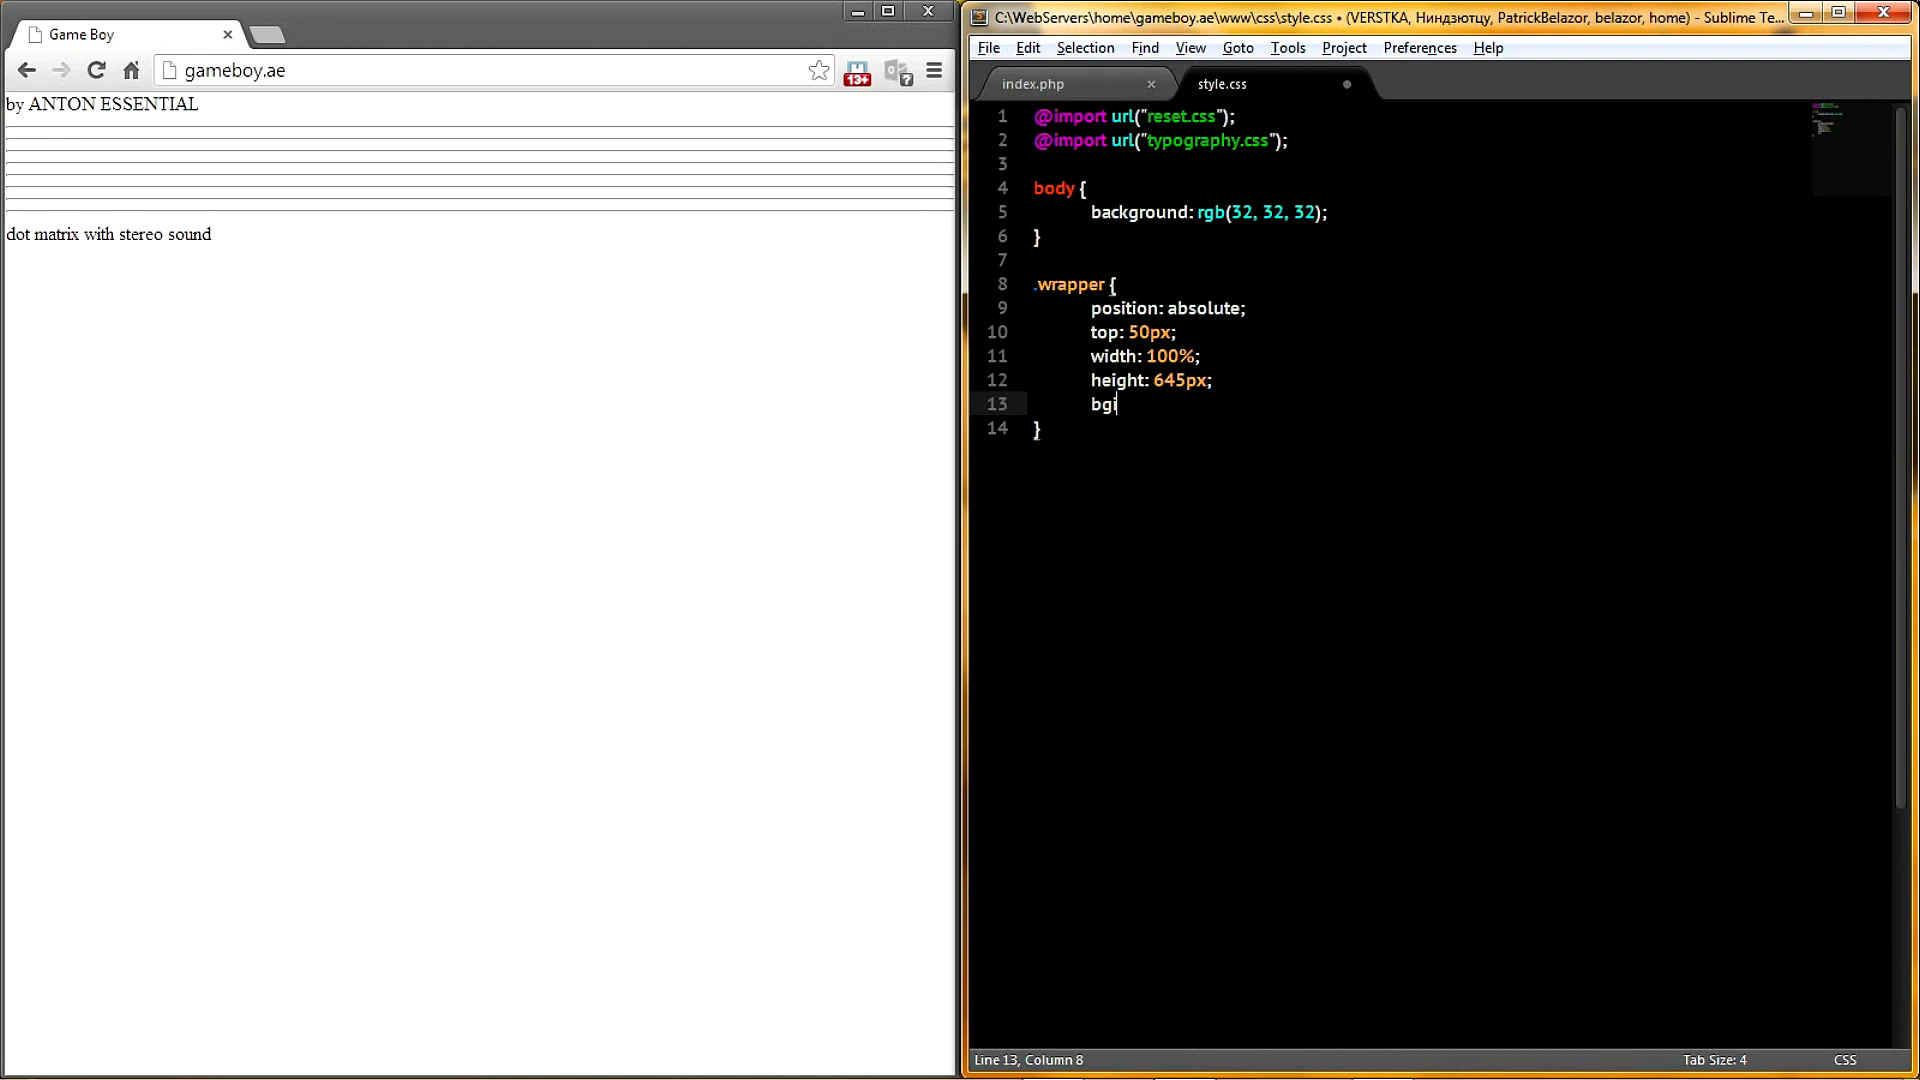 Game Boy
gameboy.ae
13+
by ANTON ESSENTIAL
dot matrix with stereo sound
C:\WebServers\home\gameboy.ae\www\css\style.css • (VERSTKA, Ниндзютцу, PatrickBelazor, belazor, home) - Sublime Te...
File Edit Selection Find View Goto Tools Project Preferences Help
index.php style.css
1 @import url("reset.css");
2 @import url("typography.css");
3
4 body {
5 background: rgb(32, 32, 32);
6 }
7
8 .wrapper {
9 position: absolute;
10 top: 50px;
11 width: 100%;
12 height: 645px;
13 bgi
14 }
Line 13, Column 8 Tab Size: 4 CSS